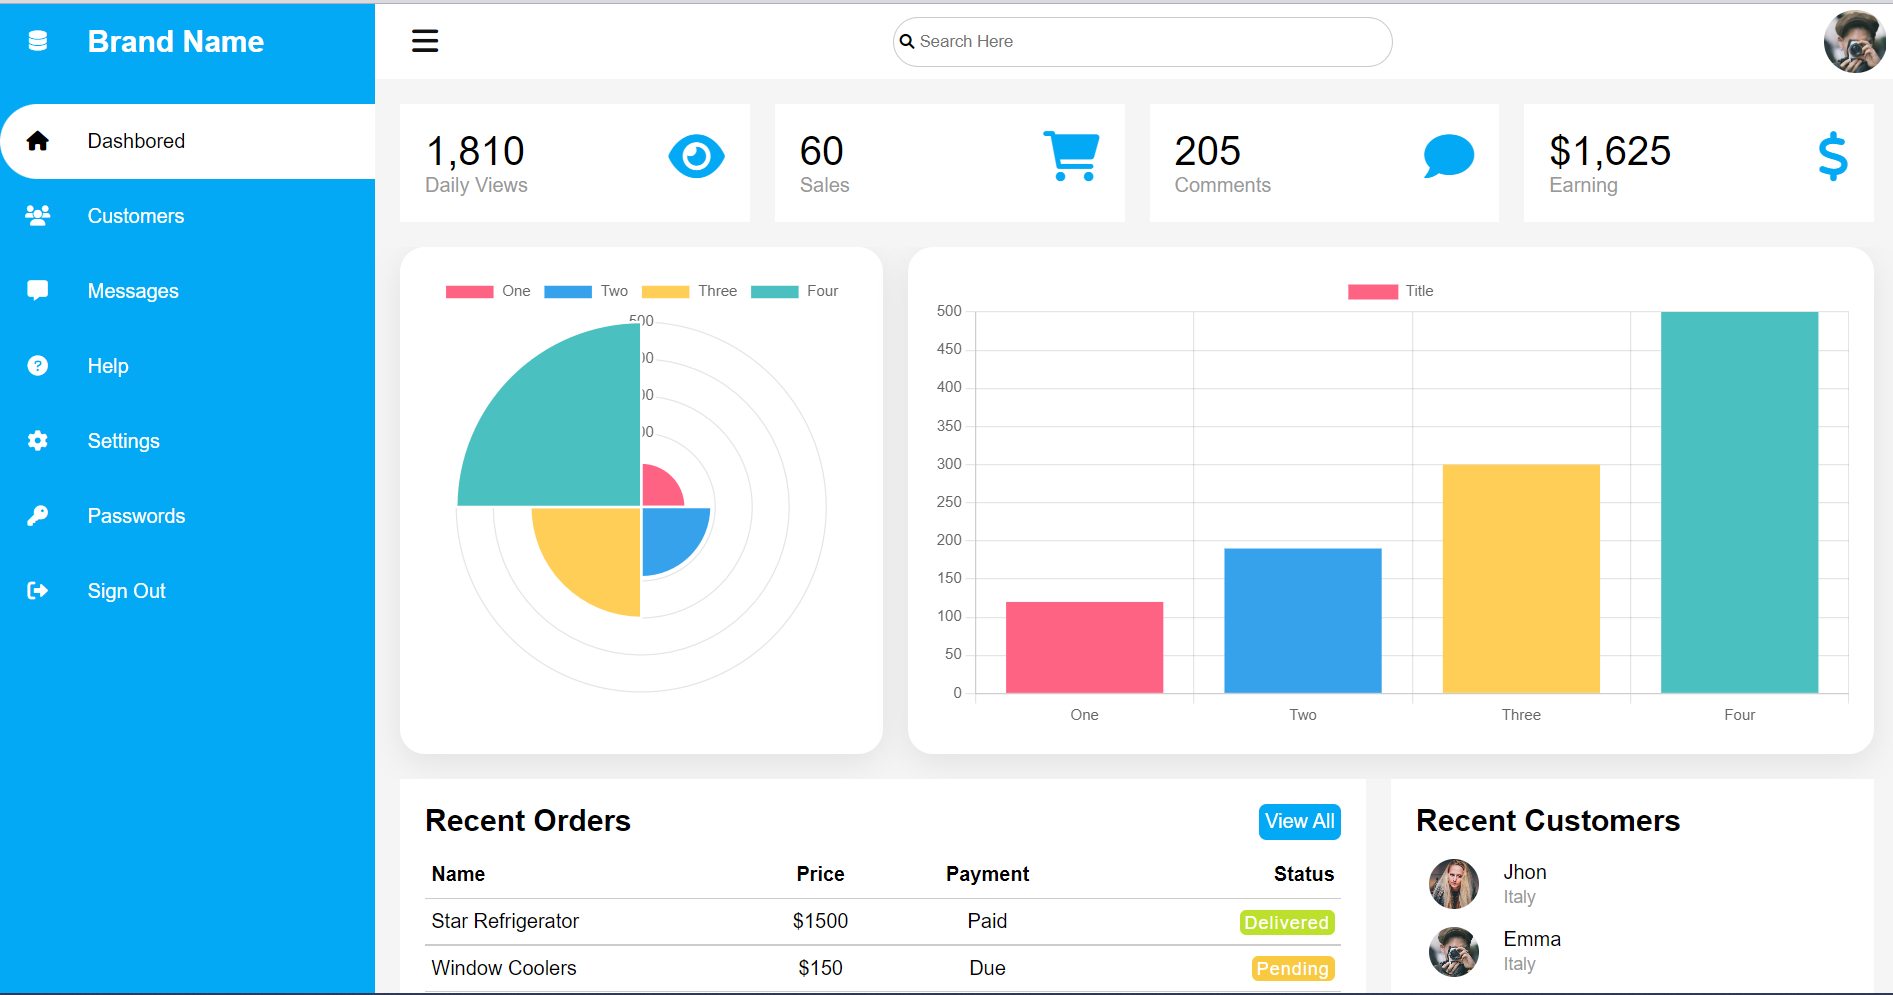 Brand Name
Search Here
Dashbored
Customers
Messages
Help
Settings
Passwords
Sign Out
1,810
Daily Views
60
Sales
205
Comments
$1,625
Earning
One Two Three Four
500
00
00
00
Title
500
450
400
350
300
250
200
150
100
50
0
One Two Three Four
Recent Orders
View All
Name Price Payment Status
Star Refrigerator $1500 Paid Delivered
Window Coolers $150 Due Pending
Recent Customers
Jhon
Italy
Emma
Italy